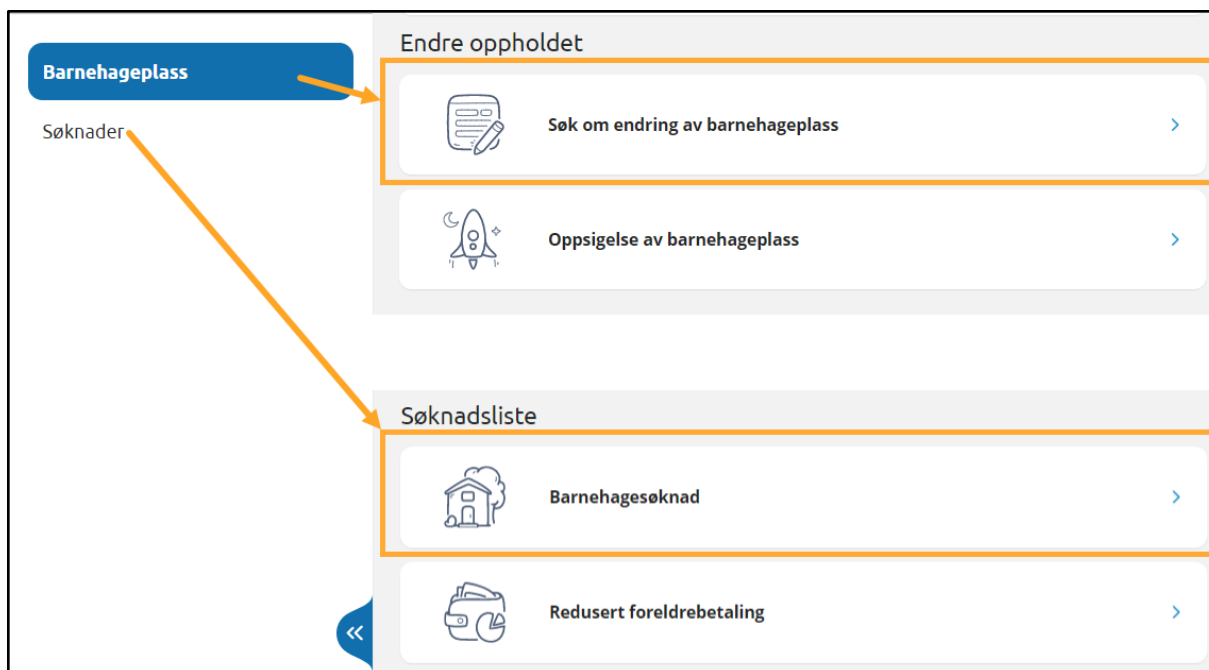 Barnehageplass
Søknader
Endre oppholdet
Søk om endring av barnehageplass
Oppsigelse av barnehageplass
Søknadsliste
Barnehagesøknad
Redusert foreldrebetaling